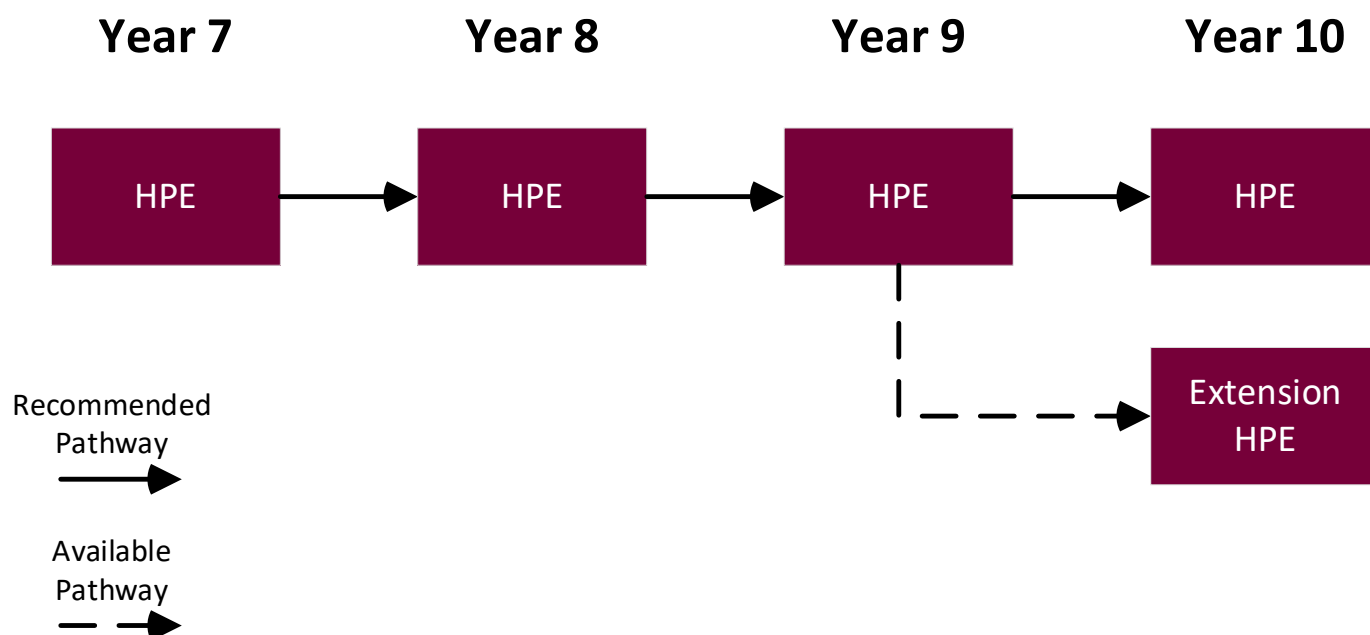 Year 7 Year 8 Year 9 Year 10
HPE HPE HPE HPE
Extension
HPE
Recommended
Pathway
Available
Pathway